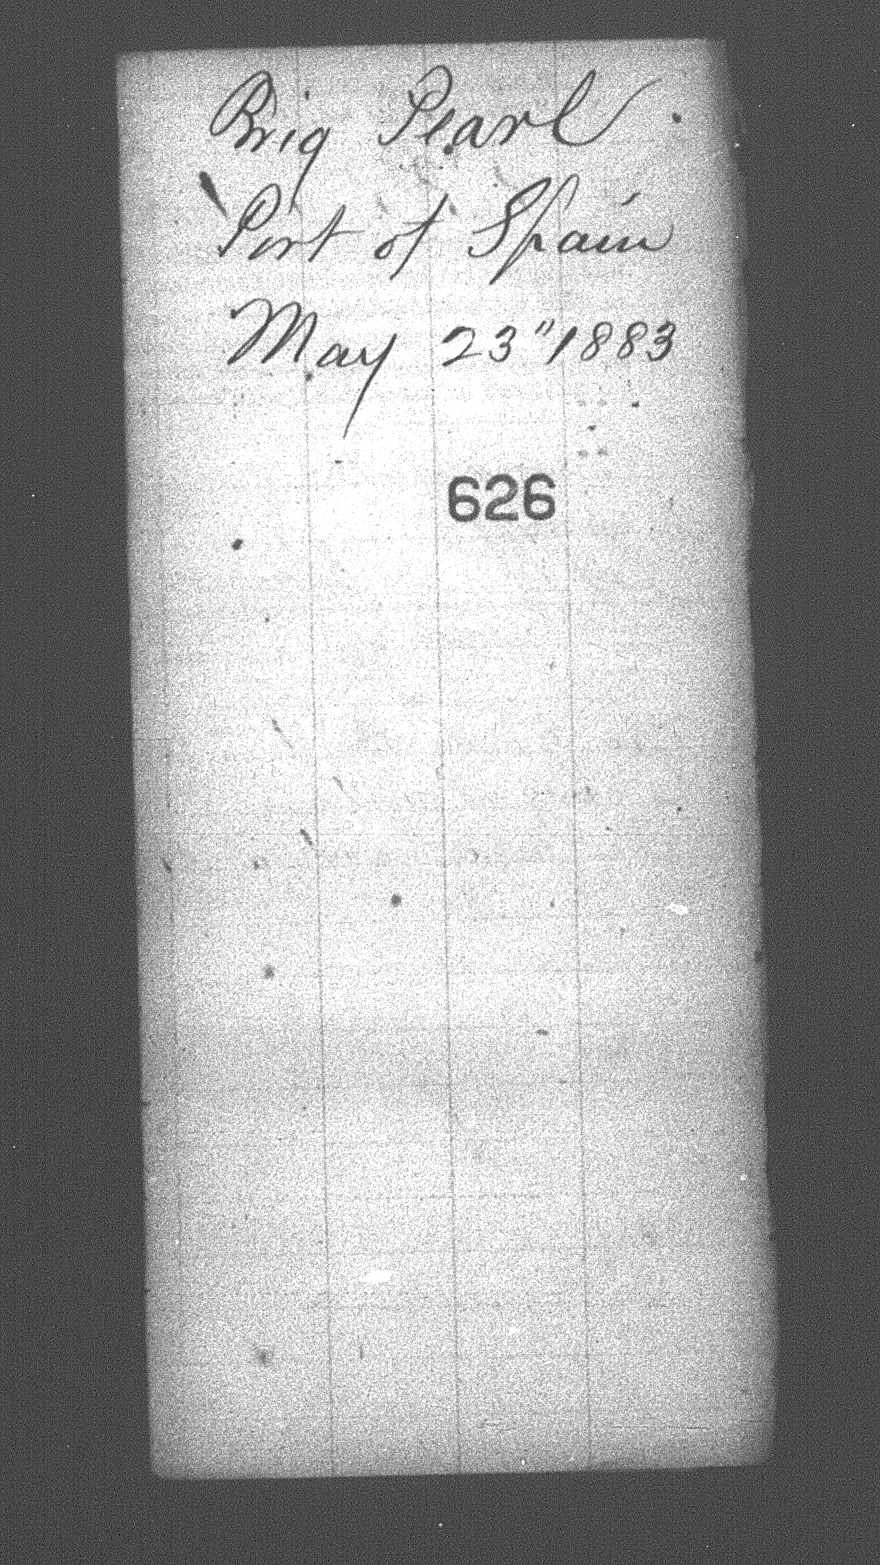 Brig Pearl.
Port of Spain
May 23" 1883
626